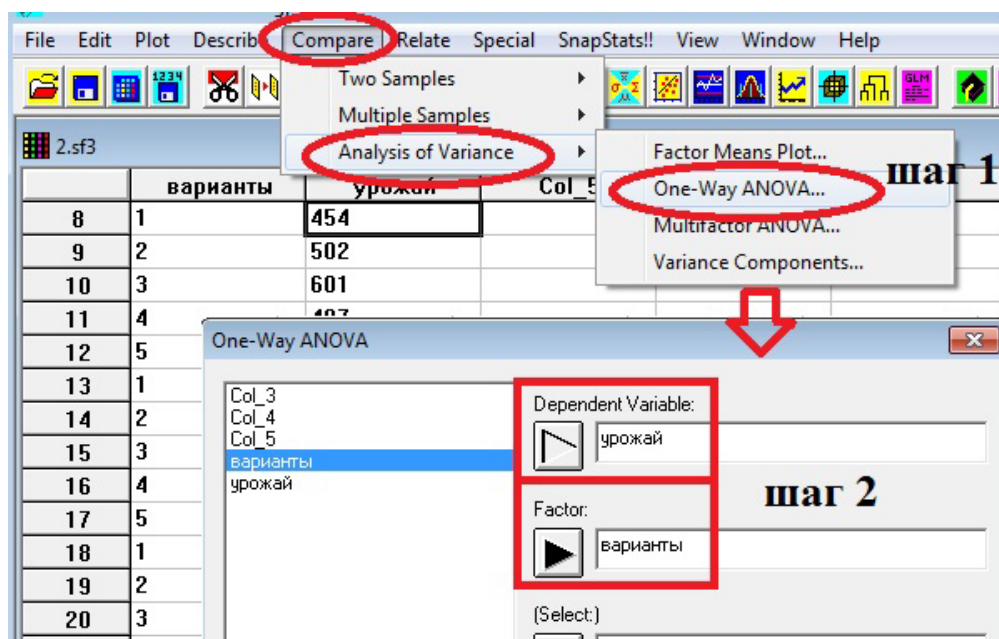 File Edit Plot Describ Compare Relate Special SnapStats!! View Window Help
1234
GLM
Two Samples
Multiple Samples
Analysis of Variance
2.sf3
Factor Means Plot...
One-Way ANOVA...
Multifactor ANOVA...
Variance Components...
шаг 1
варианты урожай Col_5
8 1 454
9 2 502
10 3 601
11 4
12 5
13 1
14 2
15 3
16 4
17 5
18 1
19 2
20 3
One-Way ANOVA
Col_3
Col_4
Col_5
варианты
урожай
Dependent Variable:
урожай
шаг 2
Factor:
варианты
(Select:)